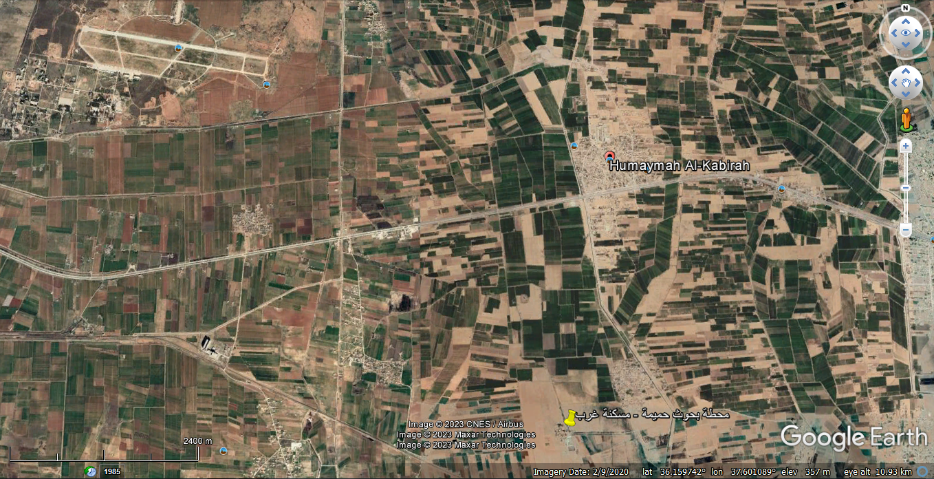 N
Humaymah Al-Kabirah
محطة بحوث حميمة - مسكنة غرب
Image © 2023 CNES / Airbus
Image © 2023 Maxar Technologies
Image © 2023 Maxar Technologies
Google Earth
2400 m
1985
Imagery Date: 2/9/2020 lat 36.159742° lon 37.601089° elev 357 m eye alt 10.93 km